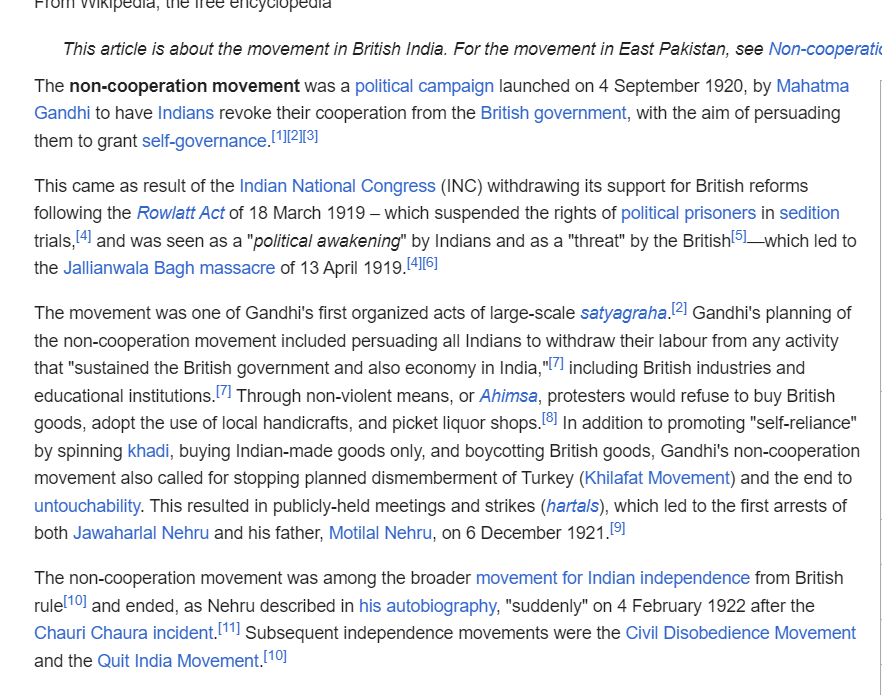 From Wikipedia, the free encyclopedia
This article is about the movement in British India. For the movement in East Pakistan, see
The non-cooperation movement was a political campaign launched on 4 September 1920, by Mahatma
Gandhi to have Indians revoke their cooperation from the British government, with the aim of persuading
them to grant self-governance.[1][2][3]
This came as result of the Indian National Congress (INC) withdrawing its support for British reforms
following the Rowlatt Act of 18 March 1919 – which suspended the rights of political prisoners in sedition
trials,[4] and was seen as a "political awakening" by Indians and as a "threat" by the British[5]—which led to
the Jallianwala Bagh massacre of 13 April 1919.[4][6]
The movement was one of Gandhi's first organized acts of large-scale satyagraha.[2] Gandhi's planning of
the non-cooperation movement included persuading all Indians to withdraw their labour from any activity
that "sustained the British government and also economy in India,"[7] including British industries and
educational institutions.[7] Through non-violent means, or Ahimsa, protesters would refuse to buy British
goods, adopt the use of local handicrafts, and picket liquor shops.[8] In addition to promoting "self-reliance"
by spinning khadi, buying Indian-made goods only, and boycotting British goods, Gandhi's non-cooperation
movement also called for stopping planned dismemberment of Turkey (Khilafat Movement) and the end to
untouchability. This resulted in publicly-held meetings and strikes (hartals), which led to the first arrests of
both Jawaharlal Nehru and his father, Motilal Nehru, on 6 December 1921.[9]
The non-cooperation movement was among the broader movement for Indian independence from British
rule[10] and ended, as Nehru described in his autobiography, "suddenly" on 4 February 1922 after the
Chauri Chaura incident.[11] Subsequent independence movements were the Civil Disobedience Movement
and the Quit India Movement.[10]